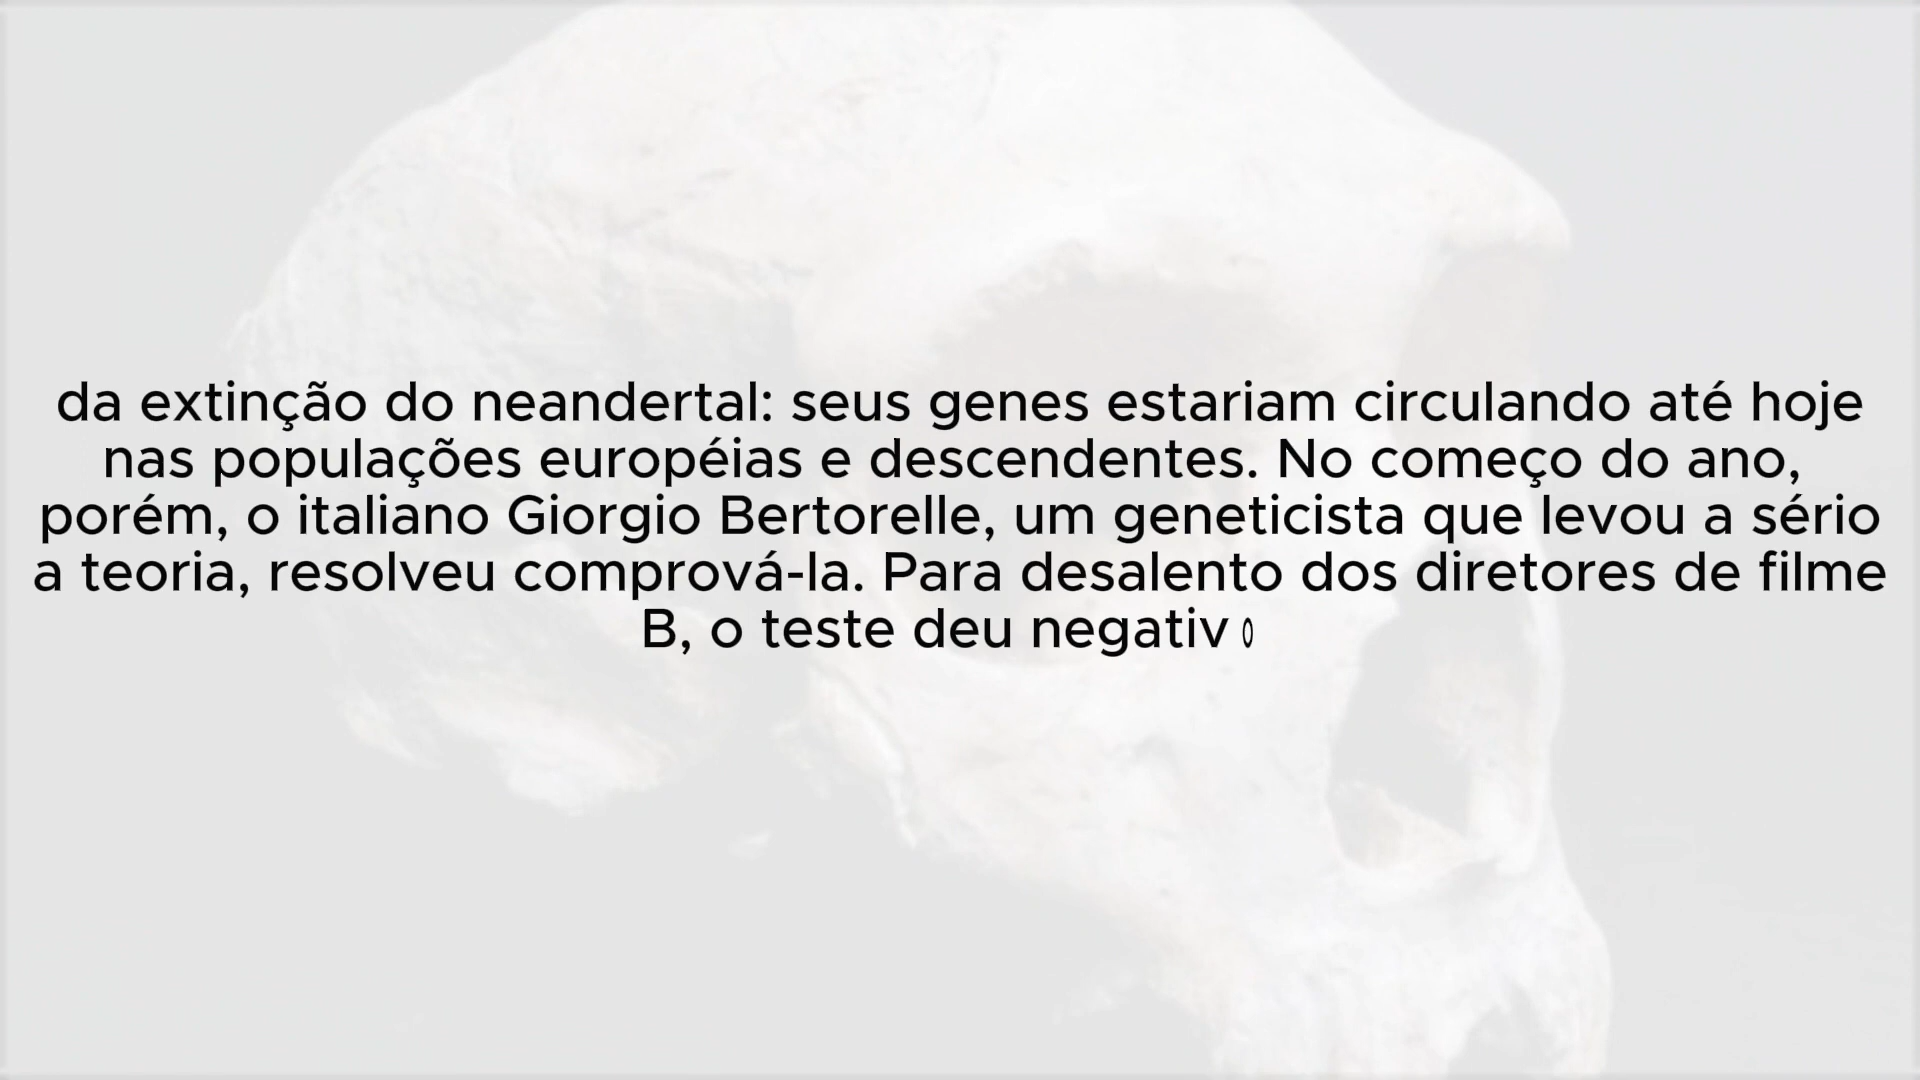 da extinção do neandertal: seus genes estariam circulando até hoje
nas populações européias e descendentes. No começo do ano,
porém, o italiano Giorgio Bertorelle, um geneticista que levou a sério
a teoria, resolveu comprová-la. Para desalento dos diretores de filme
B, o teste deu negativo